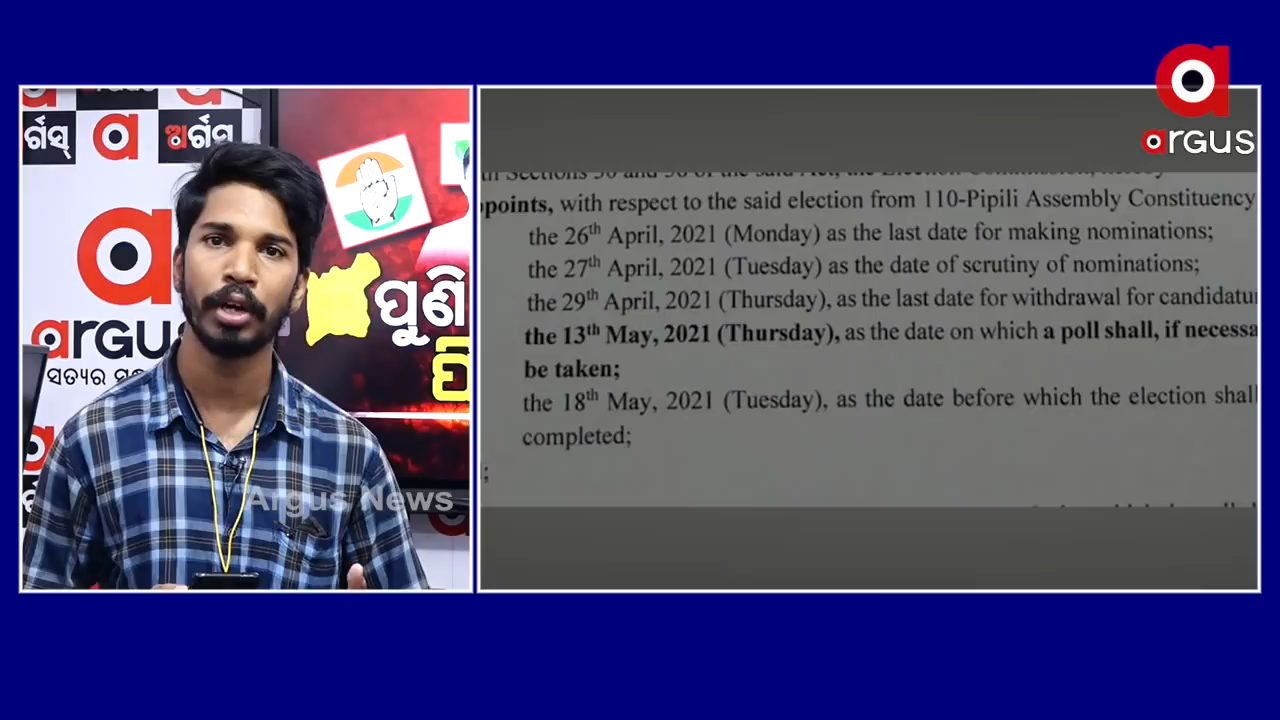 ର୍ଗସ୍
ଅର୍ଗସ୍
argus
ପୁଣି
Argus News
argus
appoints, with respect to the said election from 110-Pipili Assembly Constituency
the 26th April, 2021 (Monday) as the last date for making nominations;
the 27th April, 2021 (Tuesday) as the date of scrutiny of nominations;
the 29th April, 2021 (Thursday), as the last date for withdrawal for
the 13th May, 2021 (Thursday), as the date on which a poll shall, if
be taken;
the 18th May, 2021 (Tuesday), as the date before which the election shall
completed;